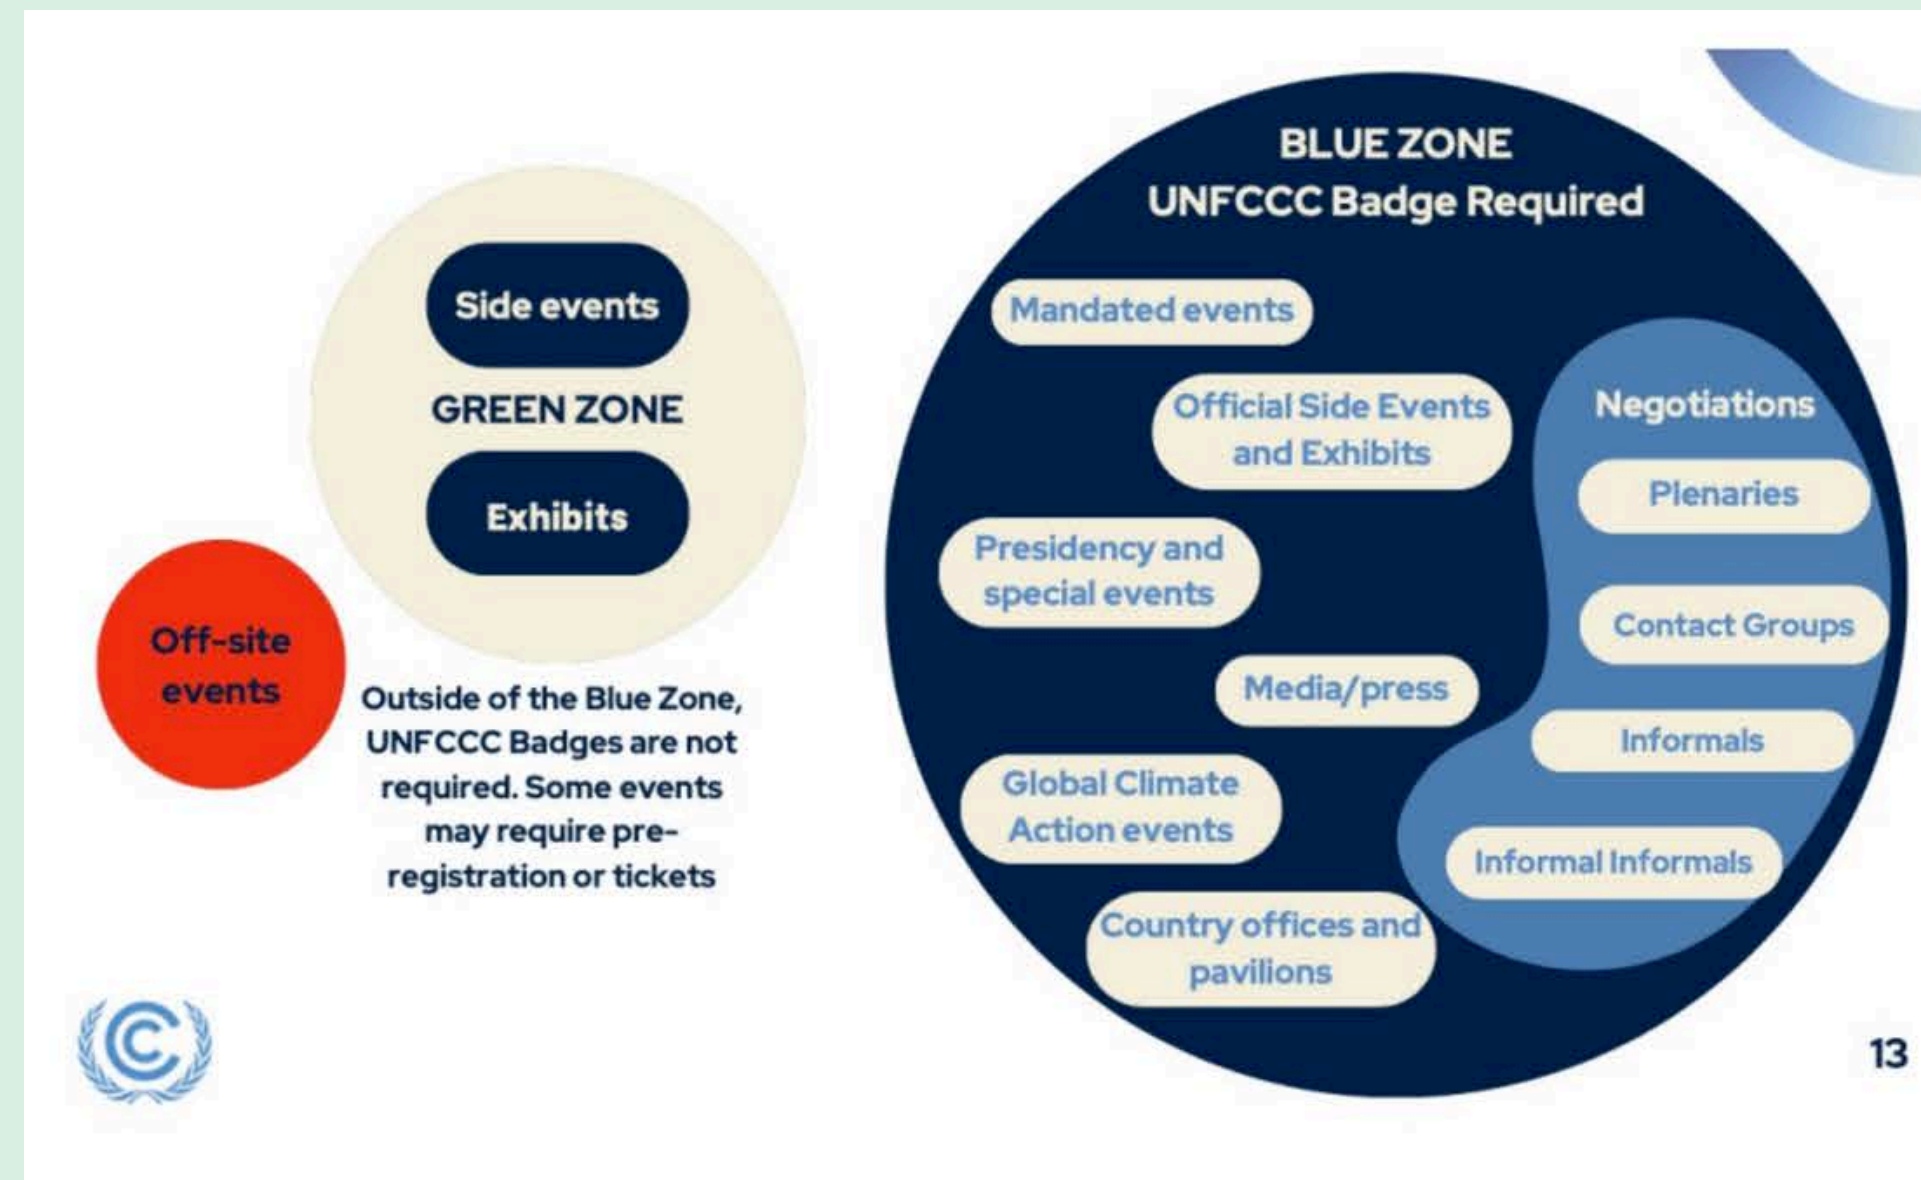 Side events
GREEN ZONE
Exhibits
Off-site
events
Outside of the Blue Zone,
UNFCCC Badges are not
required. Some events
may require pre-
registration or tickets
BLUE ZONE
UNFCCC Badge Required
Mandated events
Official Side Events
and Exhibits
Presidency and
special events
Media/press
Global Climate
Action events
Country offices and
pavilions
Negotiations
Plenaries
Contact Groups
Informals
Informal Informals
13